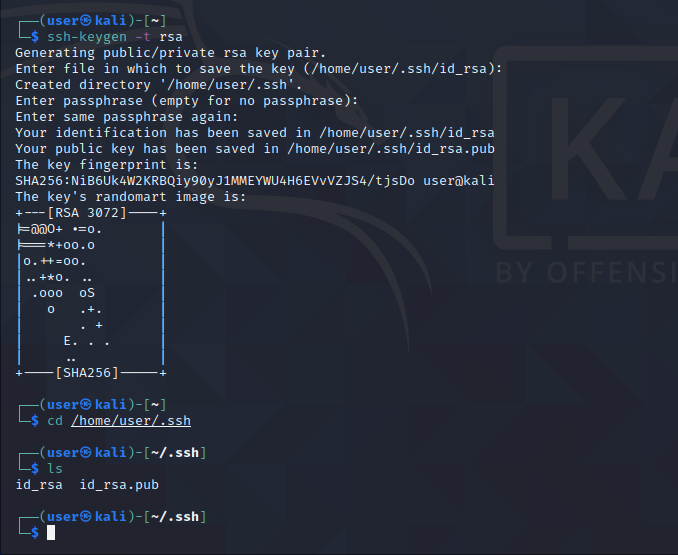 ┌──(user㉿kali)-[~]
└─$ ssh-keygen -t rsa
Generating public/private rsa key pair.
Enter file in which to save the key (/home/user/.ssh/id_rsa):
Created directory '/home/user/.ssh'.
Enter passphrase (empty for no passphrase):
Enter same passphrase again:
Your identification has been saved in /home/user/.ssh/id_rsa
Your public key has been saved in /home/user/.ssh/id_rsa.pub
The key fingerprint is:
SHA256:NiB6Uk4W2KRBQiy90yJ1MMEYWU4H6EVvVZJS4/tjsDo user@kali
The key's randomart image is:
+---[RSA 3072]----+
|=@@O+ *=o.       |
|===*+oo.o        |
|o.++=oo.         |
|..+*o. ..        |
| .ooo  oS        |
|   o   .+.       |
|       . +       |
|     E. . .      |
|     ..          |
+----[SHA256]-----+
┌──(user㉿kali)-[~]
└─$ cd /home/user/.ssh
┌──(user㉿kali)-[~/.ssh]
└─$ ls
id_rsa  id_rsa.pub
┌──(user㉿kali)-[~/.ssh]
└─$
KA
BY OFFENS